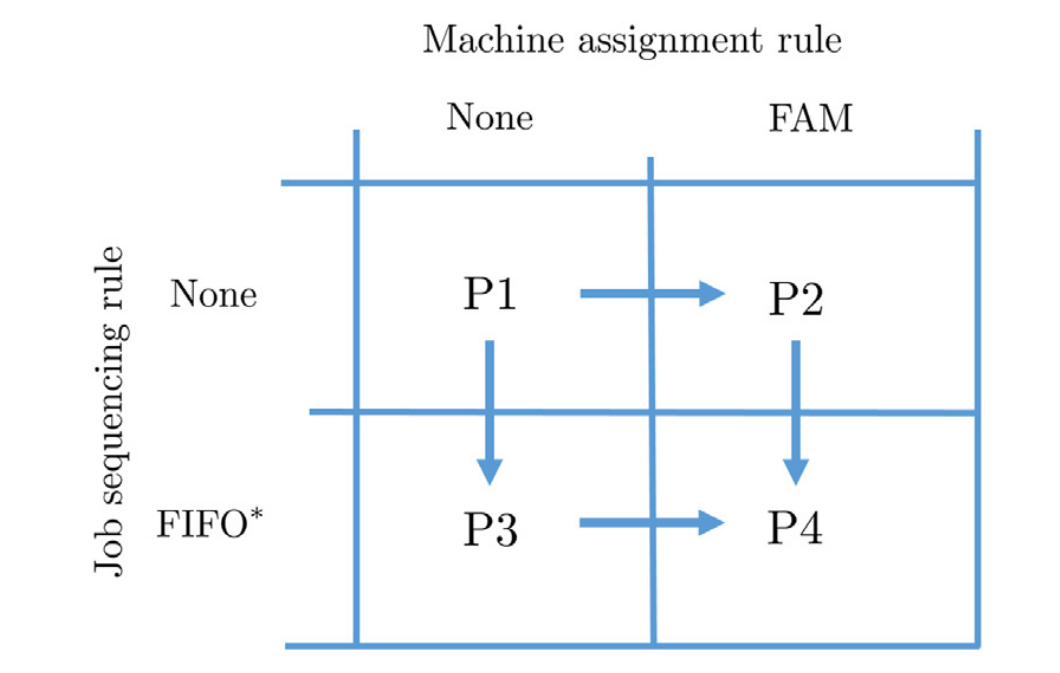 Machine assignment rule
None FAM
Job sequencing rule
None P1 P2
FIFO* P3 P4